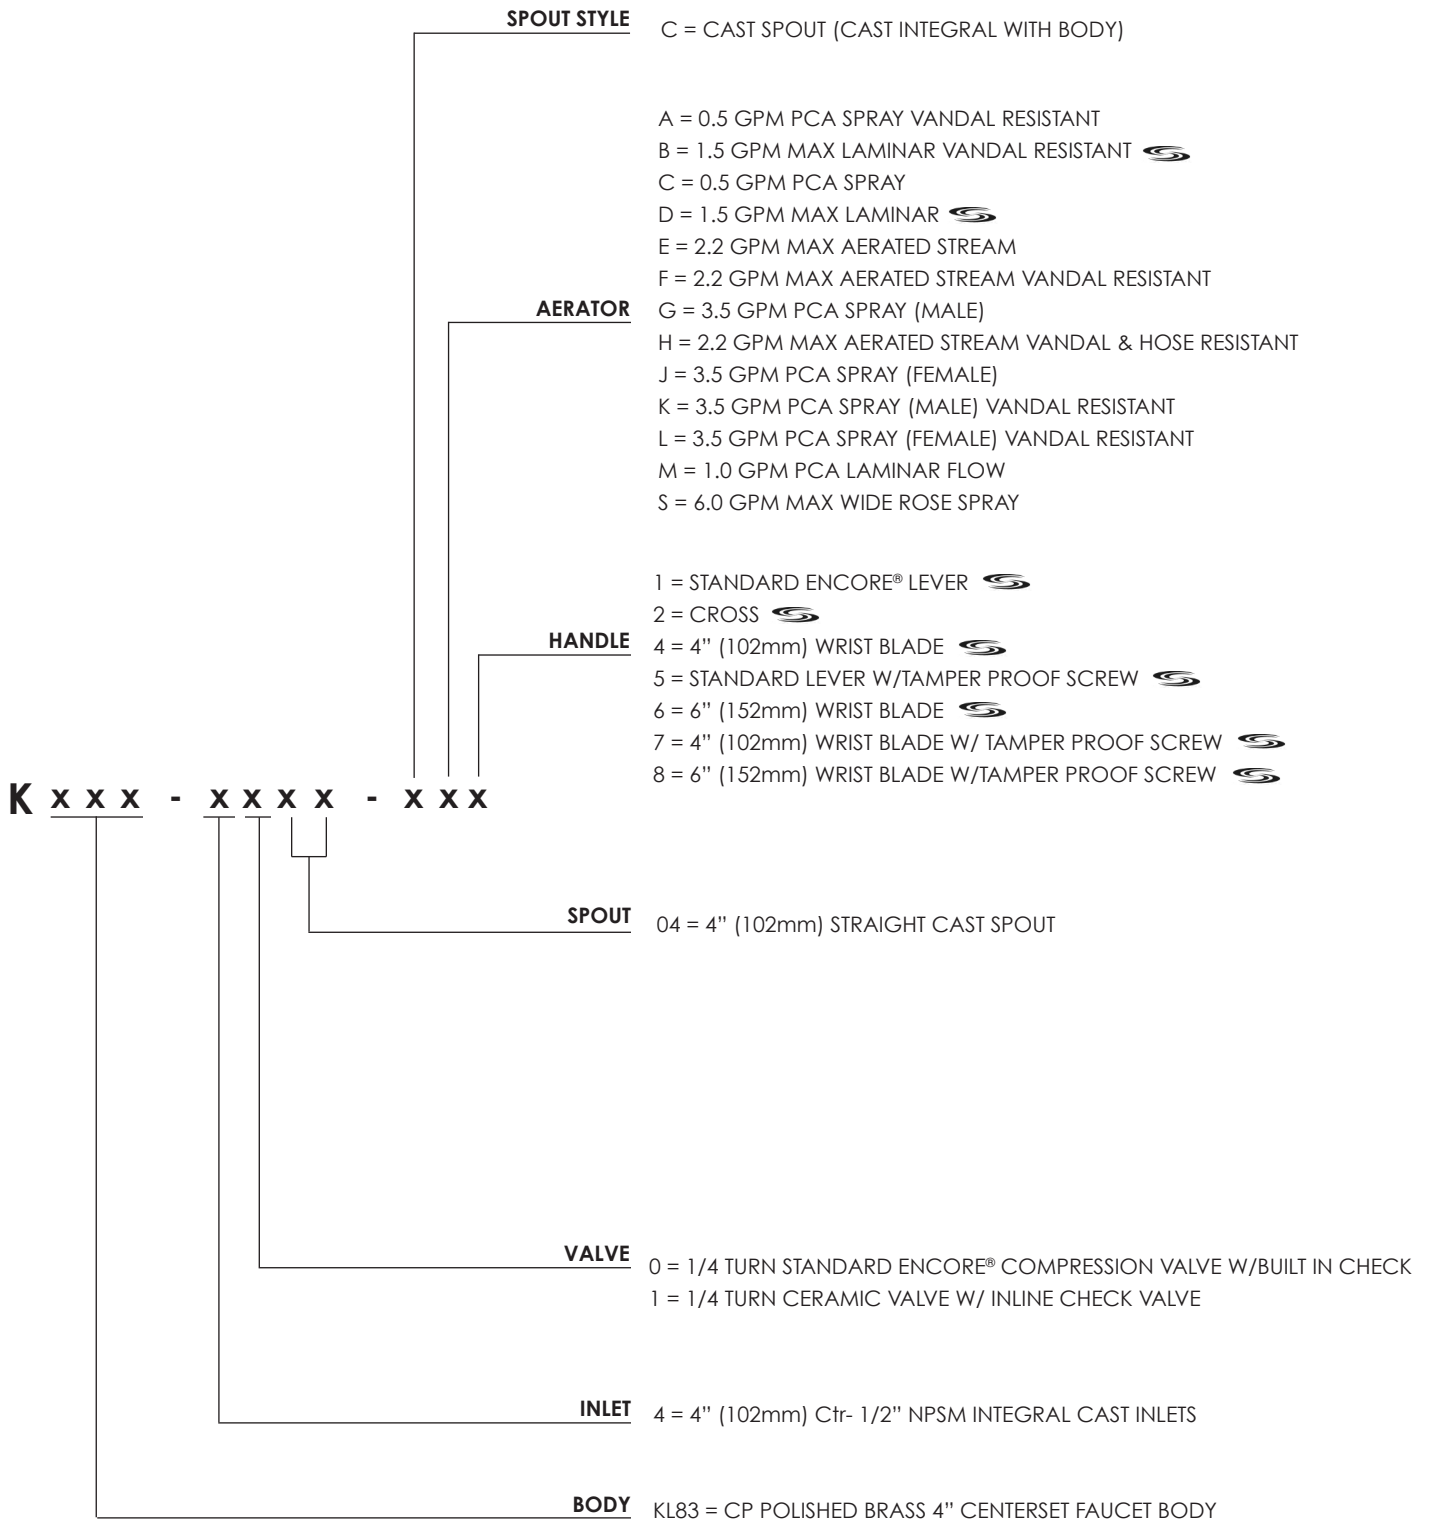 SPOUT STYLE
C = CAST SPOUT (CAST INTEGRAL WITH BODY)
A = 0.5 GPM PCA SPRAY VANDAL RESISTANT
B = 1.5 GPM MAX LAMINAR VANDAL RESISTANT
C = 0.5 GPM PCA SPRAY
D = 1.5 GPM MAX LAMINAR
E = 2.2 GPM MAX AERATED STREAM
F = 2.2 GPM MAX AERATED STREAM VANDAL RESISTANT
AERATOR
G = 3.5 GPM PCA SPRAY (MALE)
H = 2.2 GPM MAX AERATED STREAM VANDAL & HOSE RESISTANT
J = 3.5 GPM PCA SPRAY (FEMALE)
K = 3.5 GPM PCA SPRAY (MALE) VANDAL RESISTANT
L = 3.5 GPM PCA SPRAY (FEMALE) VANDAL RESISTANT
M = 1.0 GPM PCA LAMINAR FLOW
S = 6.0 GPM MAX WIDE ROSE SPRAY
1 = STANDARD ENCORE® LEVER
2 = CROSS
HANDLE
4 = 4” (102mm) WRIST BLADE
5 = STANDARD LEVER W/TAMPER PROOF SCREW
6 = 6” (152mm) WRIST BLADE
7 = 4” (102mm) WRIST BLADE W/ TAMPER PROOF SCREW
8 = 6” (152mm) WRIST BLADE W/TAMPER PROOF SCREW
K x x x - x x x x - x x x
SPOUT
04 = 4” (102mm) STRAIGHT CAST SPOUT
VALVE
0 = 1/4 TURN STANDARD ENCORE® COMPRESSION VALVE W/BUILT IN CHECK
1 = 1/4 TURN CERAMIC VALVE W/ INLINE CHECK VALVE
INLET
4 = 4” (102mm) Ctr- 1/2” NPSM INTEGRAL CAST INLETS
BODY
KL83 = CP POLISHED BRASS 4” CENTERSET FAUCET BODY